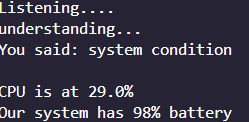 Listening....
understanding...
You said: system condition
CPU is at 29.0%
Our system has 98% battery